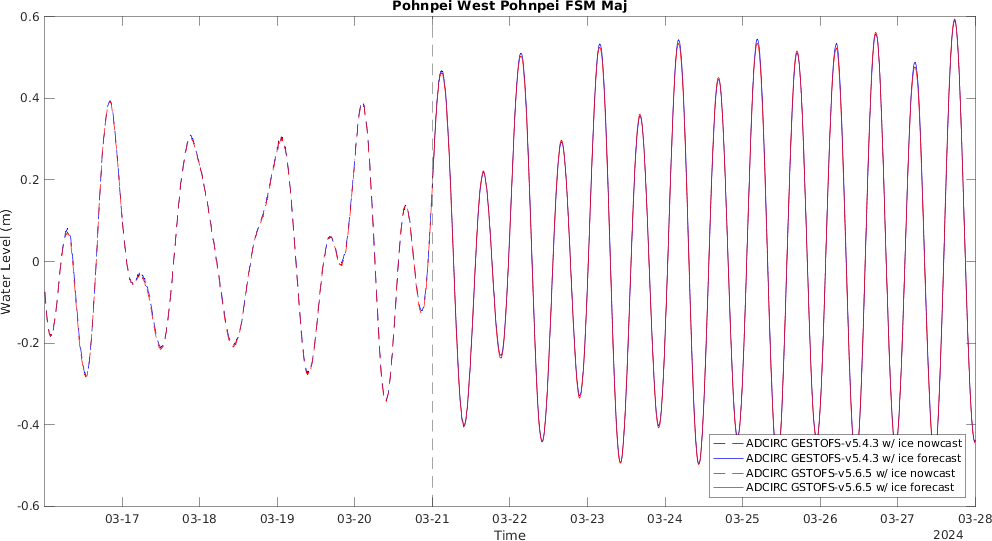 Pohnpei West Pohnpei FSM Maj
0.6
0.4
0.2
0
-0.2
-0.4
-0.6
Water Level (m)
03-17 03-18 03-19 03-20 03-21 03-22 03-23 03-24 03-25 03-26 03-27 03-28
Time
2024
ADCIRC GESTOFS-v5.4.3 w/ ice nowcast
ADCIRC GESTOFS-v5.4.3 w/ ice forecast
ADCIRC GSTOFS-v5.6.5 w/ ice nowcast
ADCIRC GSTOFS-v5.6.5 w/ ice forecast